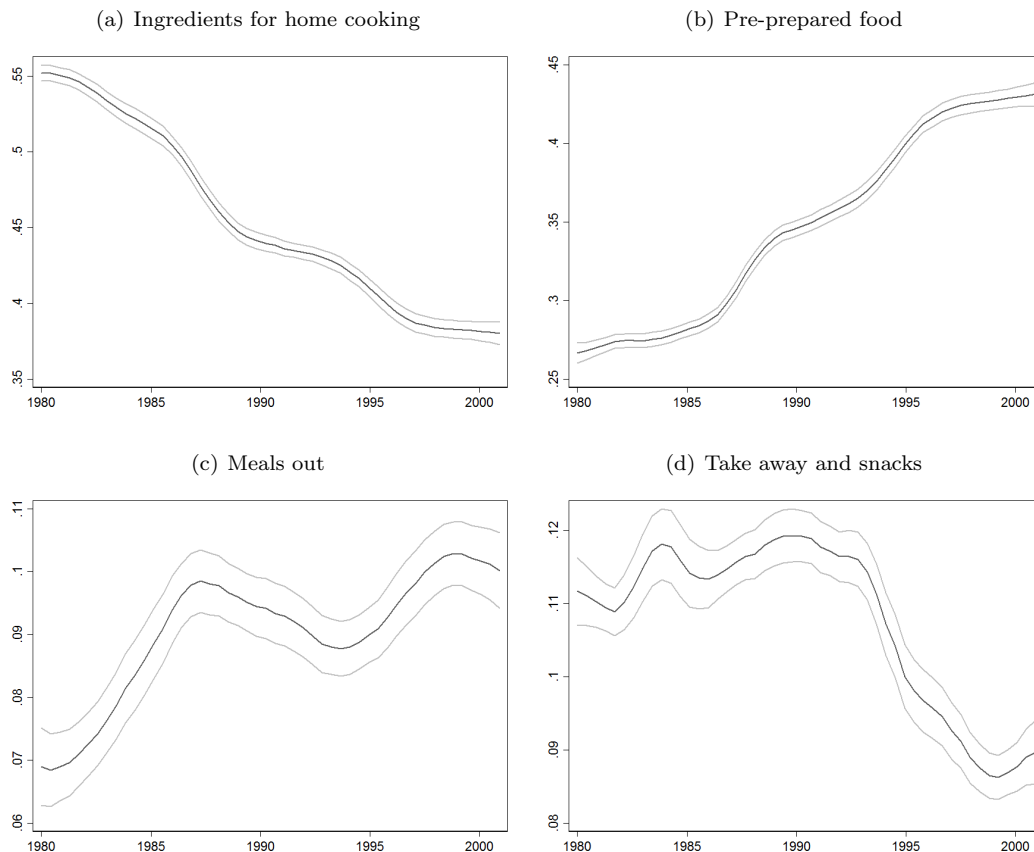 (a) Ingredients for home cooking
.55
.5
.45
.4
.35
1980 1985 1990 1995 2000
(b) Pre-prepared food
.45
.4
.35
.3
.25
1980 1985 1990 1995 2000
(c) Meals out
.11
.1
.09
.08
.07
.06
1980 1985 1990 1995 2000
(d) Take away and snacks
.12
.11
.1
.09
.08
1980 1985 1990 1995 2000